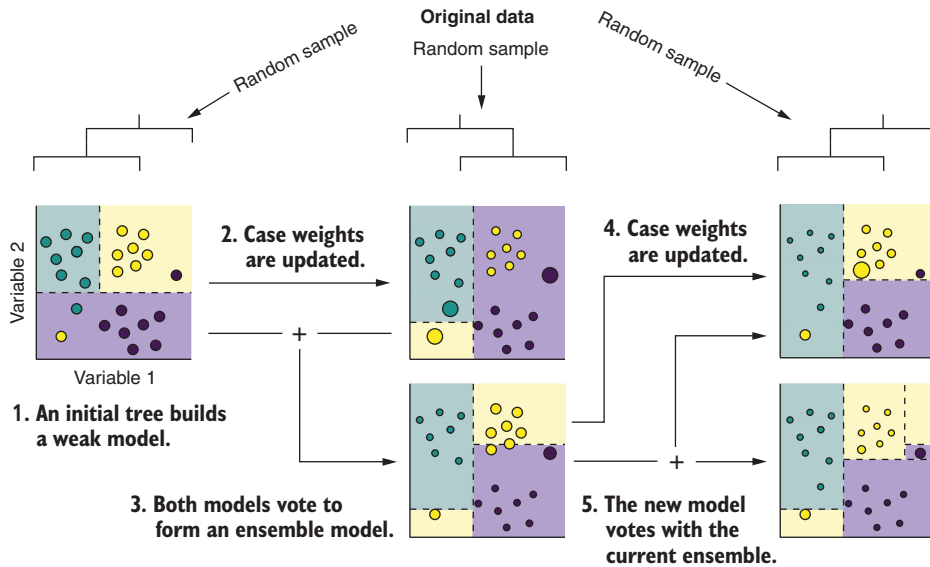 Original data
Random sample
Random sample
Random sample
Variable 2
Variable 1
1. An initial tree builds
a weak model.
2. Case weights
are updated.
+
3. Both models vote to
form an ensemble model.
4. Case weights
are updated.
+
5. The new model
votes with the
current ensemble.